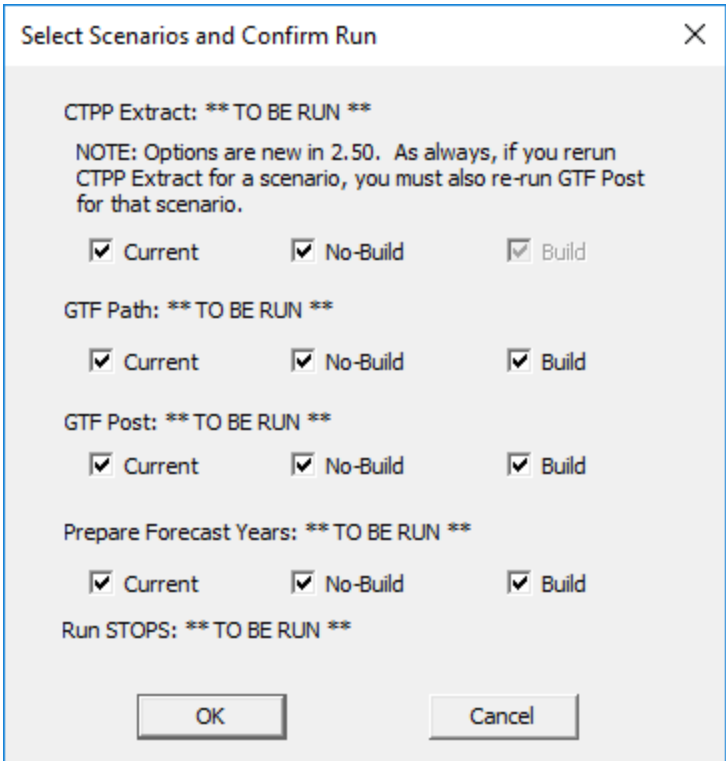 Select Scenarios and Confirm Run
CTPP Extract: ** TO BE RUN **
NOTE: Options are new in 2.50.  As always, if you rerun
CTPP Extract for a scenario, you must also re-run GTF Post
for that scenario.
Current No-Build Build
GTF Path: ** TO BE RUN **
Current No-Build Build
GTF Post: ** TO BE RUN **
Current No-Build Build
Prepare Forecast Years: ** TO BE RUN **
Current No-Build Build
Run STOPS: ** TO BE RUN **
OK Cancel